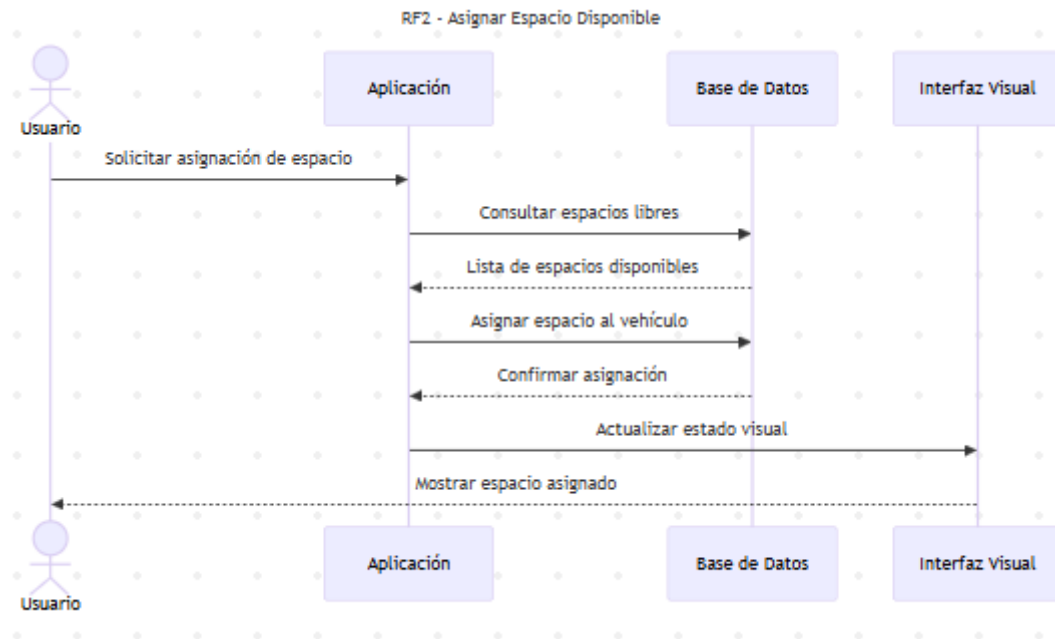 RF2 - Asignar Espacio Disponible
Usuario
Aplicación
Base de Datos
Interfaz Visual
Solicitar asignación de espacio
Consultar espacios libres
Lista de espacios disponibles
Asignar espacio al vehículo
Confirmar asignación
Actualizar estado visual
Mostrar espacio asignado
Usuario
Aplicación
Base de Datos
Interfaz Visual